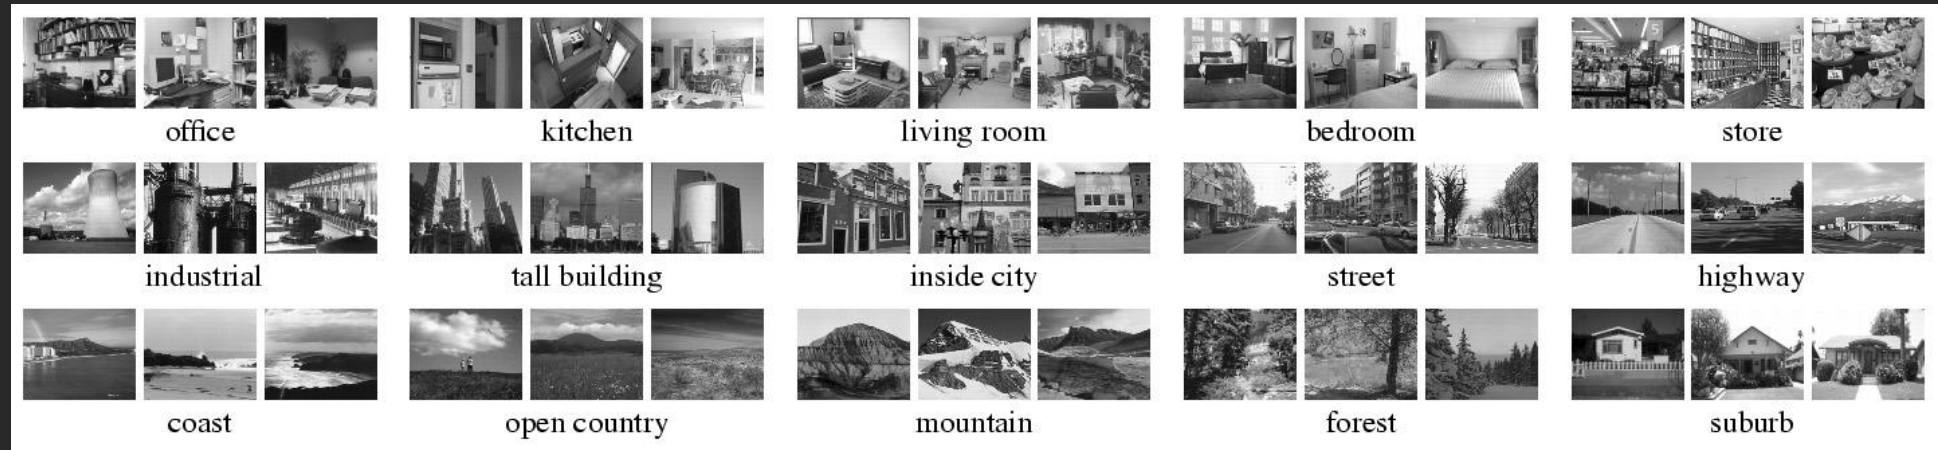 office kitchen living room bedroom store
industrial tall building inside city street highway
coast open country mountain forest suburb